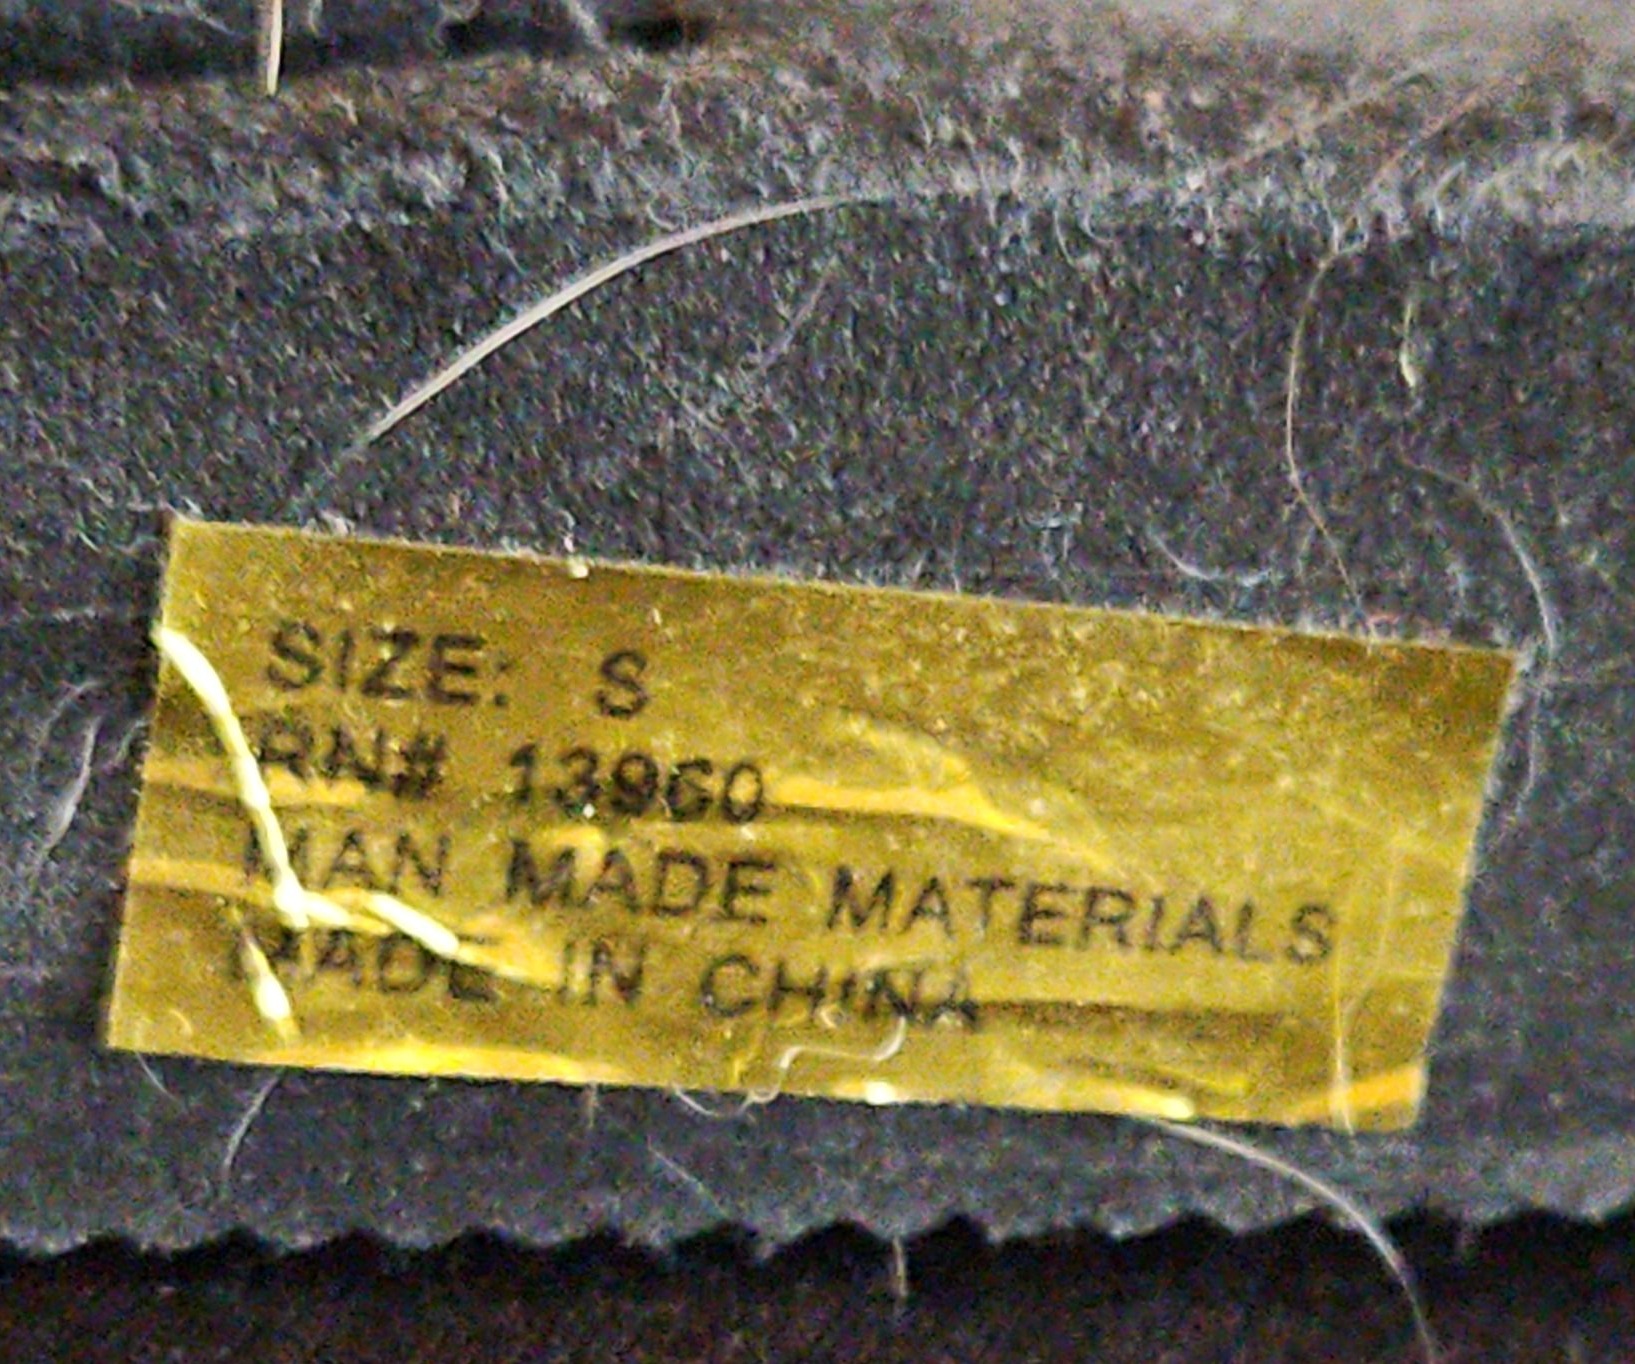 SIZE: S
RN# 13960
MAN MADE MATERIALS
MADE IN CHINA